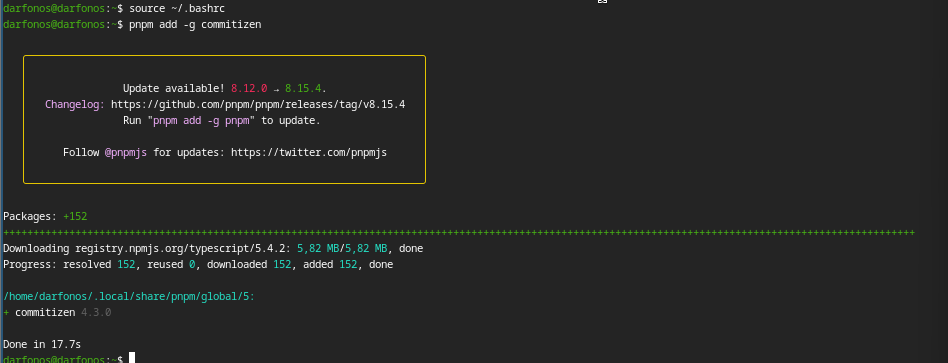 darfonos@darfonos:~$ source ~/.bashrc
darfonos@darfonos:~$ pnpm add -g commitizen
Update available! 8.12.0 → 8.15.4.
Changelog: https://github.com/pnpm/pnpm/releases/tag/v8.15.4
Run "pnpm add -g pnpm" to update.
Follow @pnpmjs for updates: https://twitter.com/pnpmjs
Packages: +152
++++++++++++++++++++++++++++++++++++++++++++++++++++++++++++++++++++++++++++++++++++++++++++++++++++++++++++++++++++++++++++++++++++++++++++++++++++++++
Downloading registry.npmjs.org/typescript/5.4.2: 5,82 MB/5,82 MB, done
Progress: resolved 152, reused 0, downloaded 152, added 152, done
/home/darfonos/.local/share/pnpm/global/5:
+ commitizen 4.3.0
Done in 17.7s
darfonos@darfonos:~$